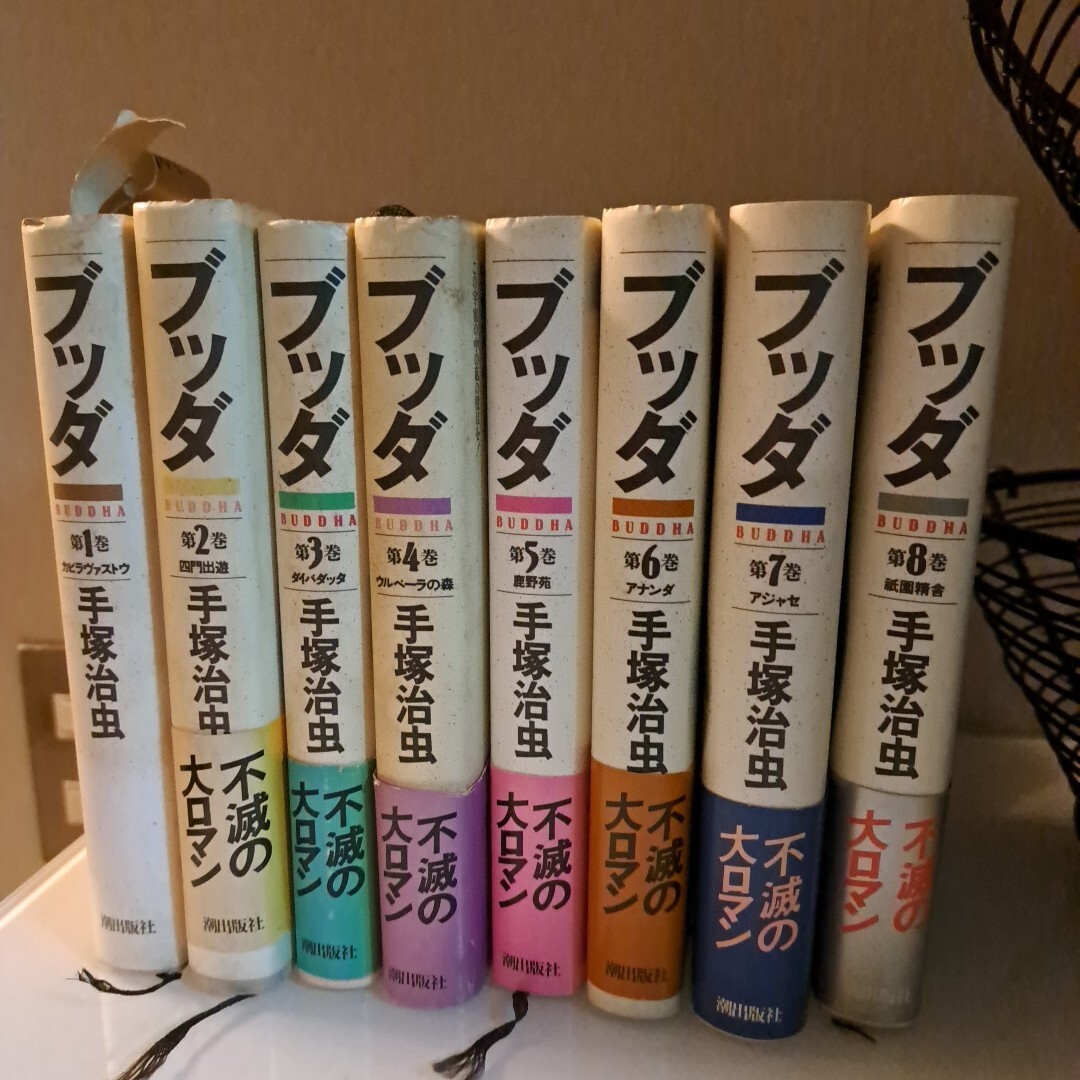 ブッダ
BUDDHA
第1巻
カピラヴァストウ
手塚治虫
潮出版社
ブッダ
BUDDHA
第2巻
四門出遊
手塚治虫
不滅の
大ロマン
潮出版社
ブッダ
BUDDHA
第3巻
ダイバダッタ
手塚治虫
不滅の
大ロマン
潮出版社
ブッダ
BUDDHA
第4巻
ウルベーラの森
手塚治虫
不滅の
大ロマン
潮出版社
ブッダ
BUDDHA
第5巻
鹿野苑
手塚治虫
不滅の
大ロマン
潮出版社
ブッダ
BUDDHA
第6巻
アナンダ
手塚治虫
不滅の
大ロマン
潮出版社
ブッダ
BUDDHA
第7巻
アジャセ
手塚治虫
不滅の
大ロマン
潮出版社
ブッダ
BUDDHA
第8巻
祇園精舎
手塚治虫
不滅の
大ロマン